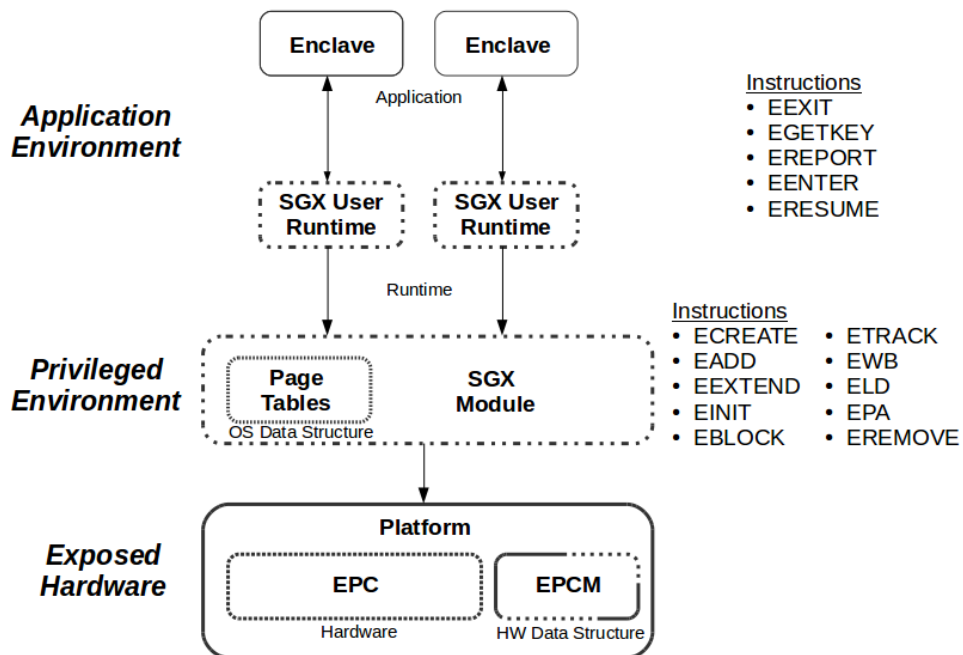 Enclave
Enclave
Application
Application
Environment
Instructions
• EEXIT
• EGETKEY
• EREPORT
• EENTER
• ERESUME
SGX User
Runtime
SGX User
Runtime
Runtime
Instructions
• ECREATE
• EADD
• EEXTEND
• EINIT
• EBLOCK
• ETRACK
• EWB
• ELD
• EPA
• EREMOVE
Privileged
Environment
Page
Tables
OS Data Structure
SGX
Module
Exposed
Hardware
Platform
EPC
Hardware
EPCM
HW Data Structure